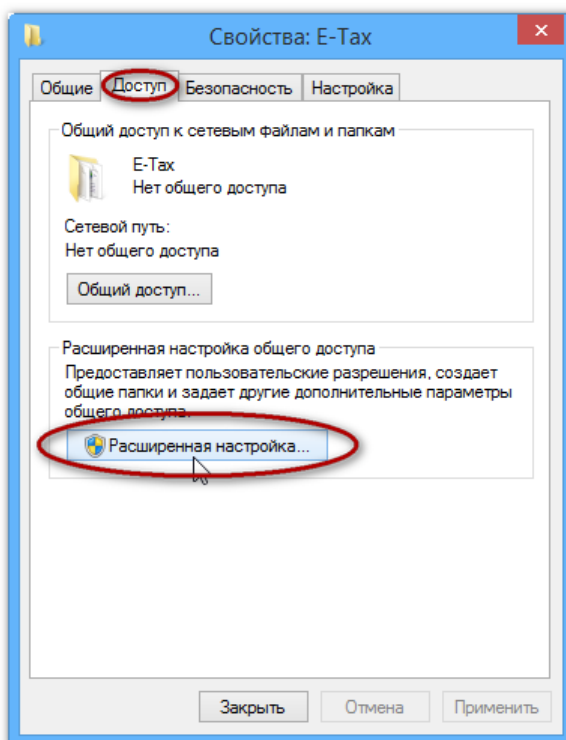 Свойства: E-Tax
Общие Доступ Безопасность Настройка
Общий доступ к сетевым файлам и папкам
E-Tax
Нет общего доступа
Сетевой путь:
Нет общего доступа
Общий доступ...
Расширенная настройка общего доступа
Предоставляет пользовательские разрешения, создает
общие папки и задает другие дополнительные параметры
общего доступа.
Расширенная настройка...
Закрыть Отмена Применить